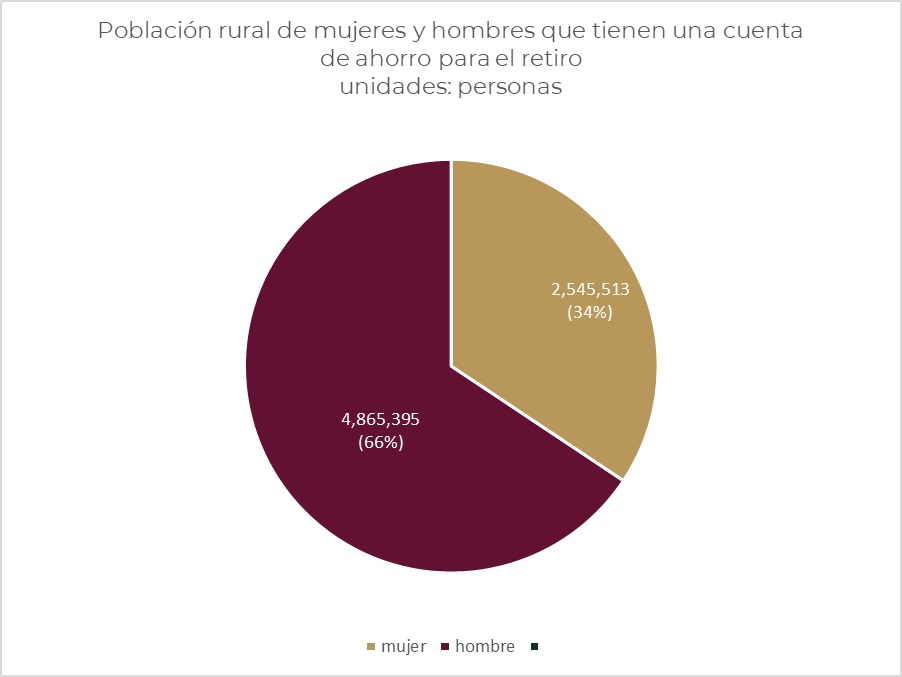 Población rural de mujeres y hombres que tienen una cuenta
de ahorro para el retiro
unidades: personas
2,545,513
(34%)
4,865,395
(66%)
mujer hombre